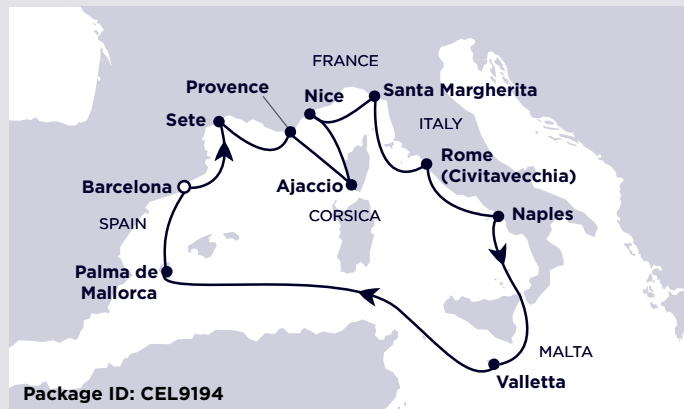 FRANCE
Provence
Nice
Santa Margherita
Sete
ITALY
Rome
(Civitavecchia)
Barcelona
Ajaccio
CORSICA
Naples
SPAIN
Palma de
Mallorca
MALTA
Valletta
Package ID: CEL9194